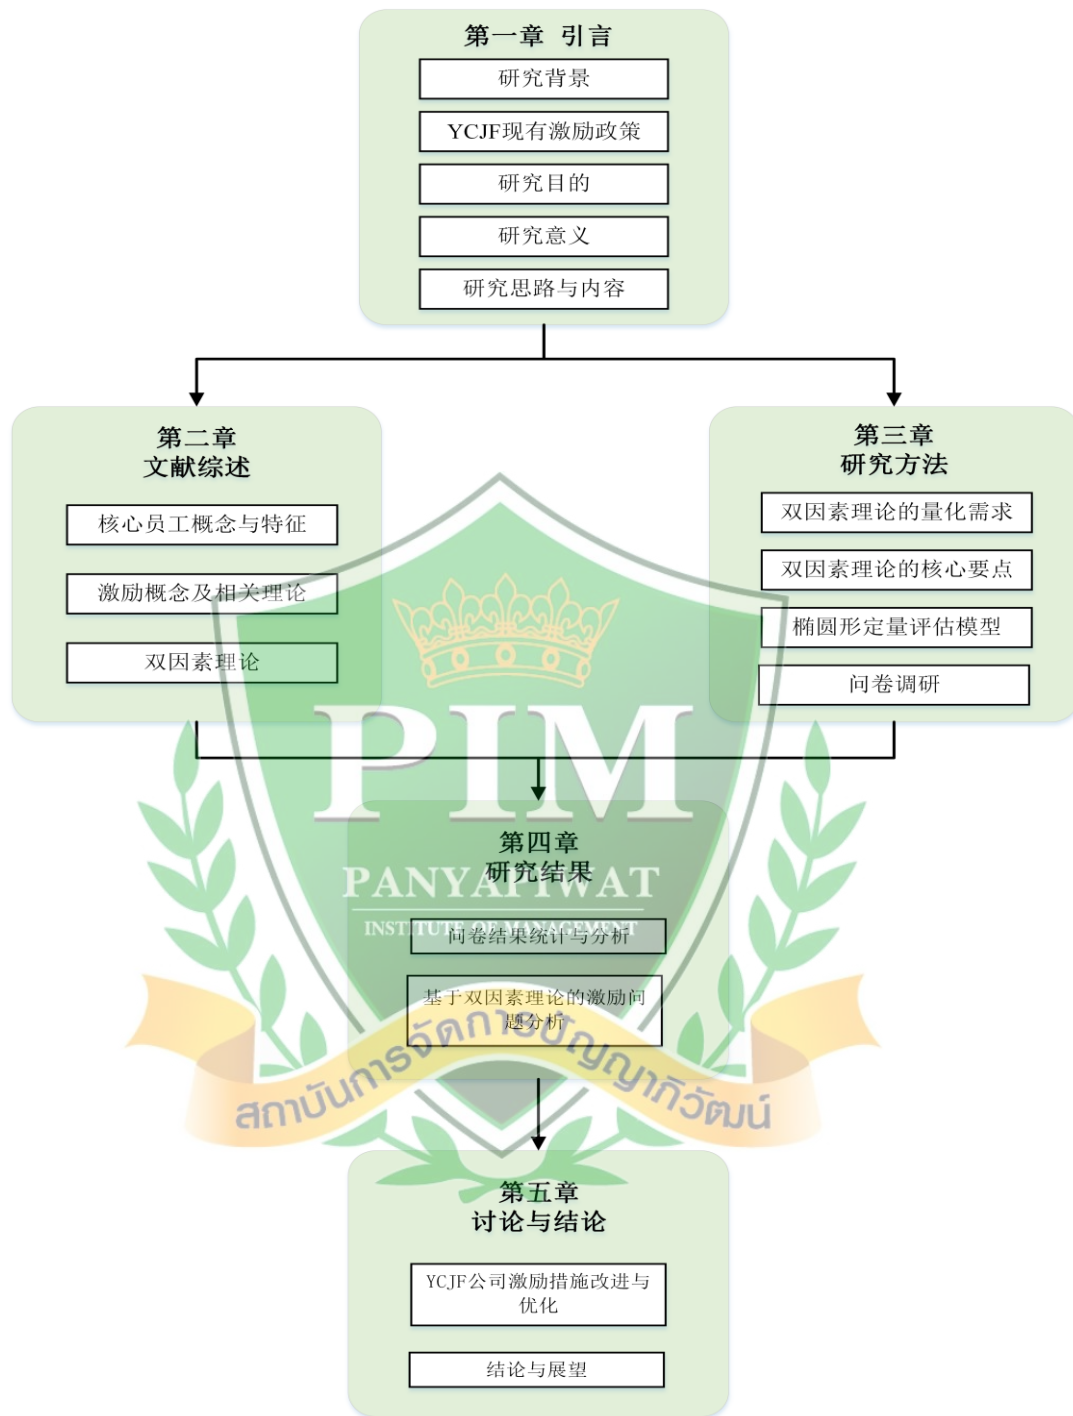 第一章 引言
研究背景
YCJF现有激励政策
研究目的
研究意义
研究思路与内容
第二章
文献综述
核心员工概念与特征
激励概念及相关理论
双因素理论
第三章
研究方法
双因素理论的量化需求
双因素理论的核心要点
椭圆形定量评估模型
问卷调研
PIM
PANYAPIWAT
INSTITUTE OF MANAGEMENT
第四章
研究结果
问卷结果统计与分析
基于双因素理论的激励问
题分析
สถาบันการจัดการปัญญาภิวัฒน์
第五章
讨论与结论
YCJF公司激励措施改进与
优化
结论与展望